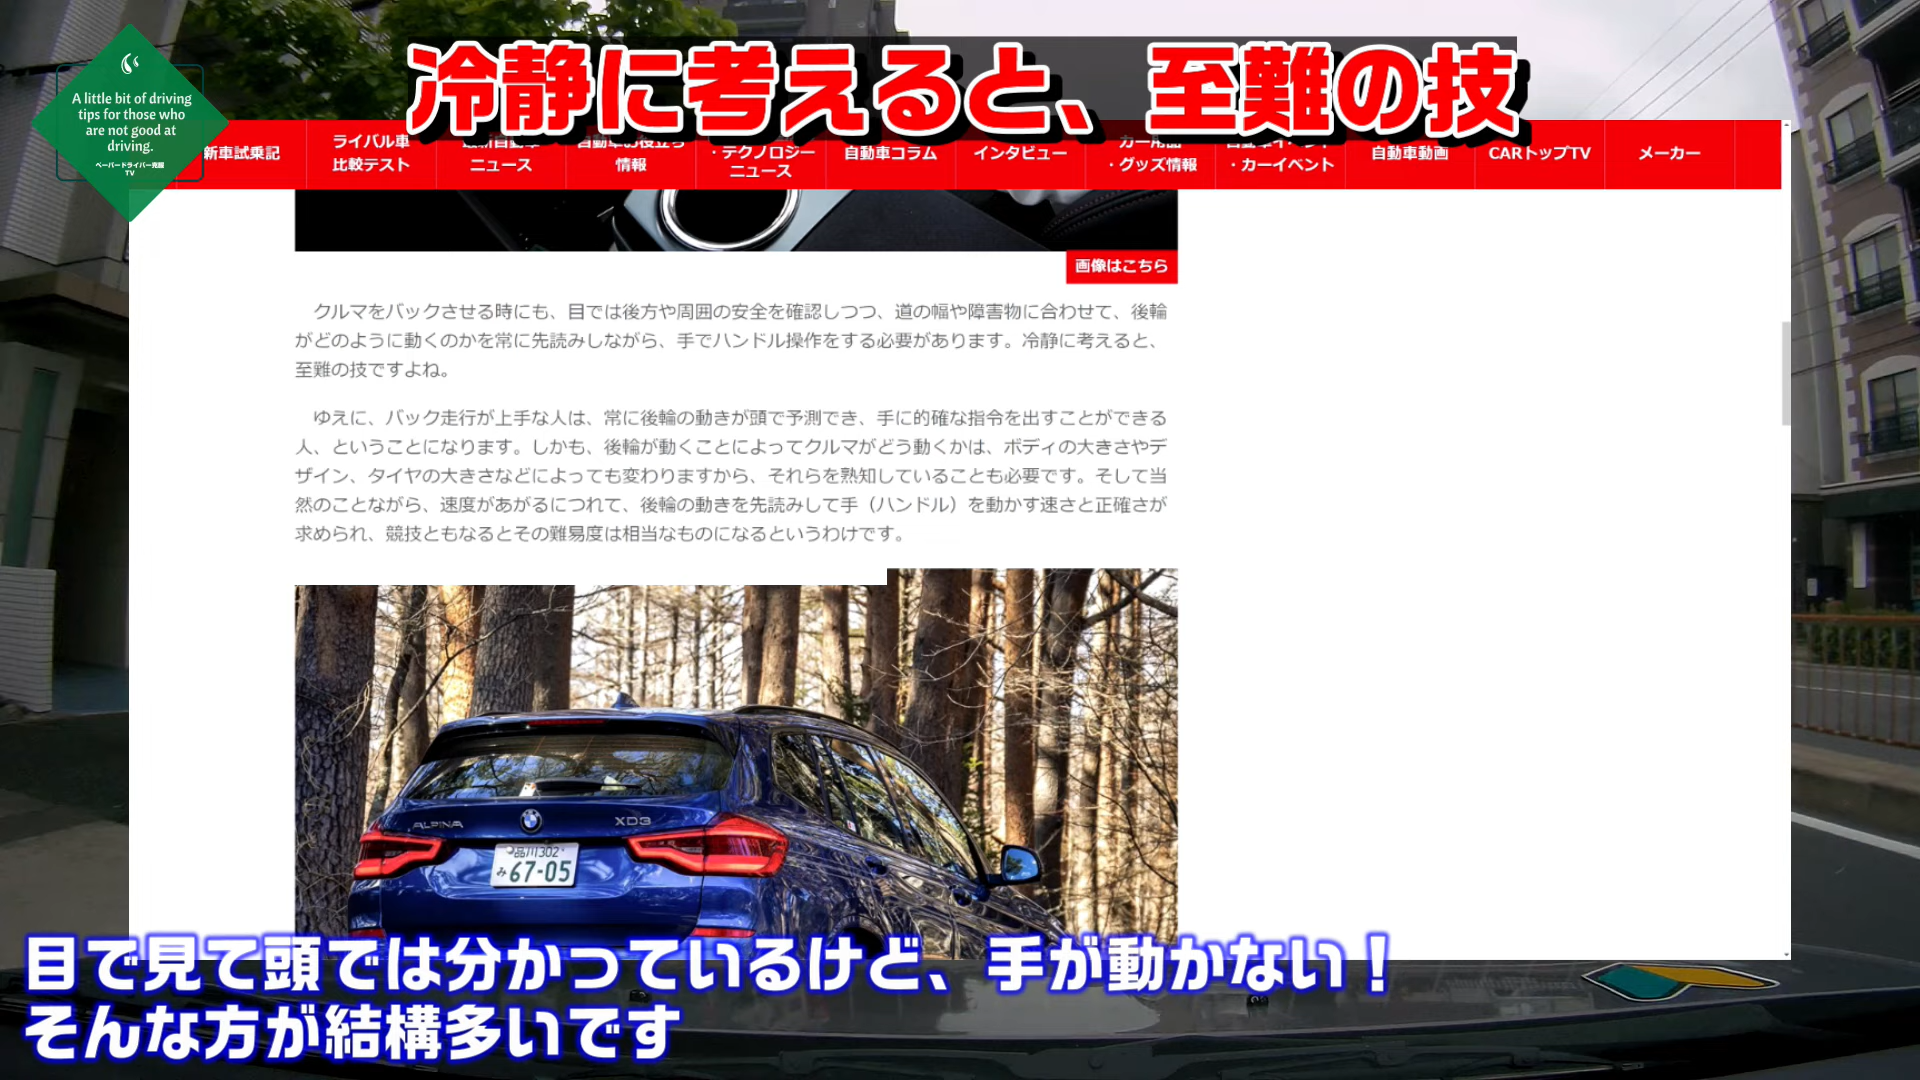 冷静に考えると、至難の技
A little bit of driving
tips for those who
are not good at
driving.
ペーパードライバー克服
TV
新車試乗記
ライバル車
比較テスト
最新自動車
ニュース
自動車お役立ち
情報
・テクノロジー
ニュース
自動車コラム
インタビュー
カー用品
・グッズ情報
・カーイベント
自動車動画
CARトップTV
メーカー
画像はこちら
クルマをバックさせる時にも、目では後方や周囲の安全を確認しつつ、道の幅や障害物に合わせて、後輪
がどのように動くのかを常に先読みしながら、手でハンドル操作をする必要があります。冷静に考えると、
至難の技ですよね。
ゆえに、バック走行が上手な人は、常に後輪の動きが頭で予測でき、手に的確な指令を出すことができる
人、ということになります。しかも、後輪が動くことによってクルマがどう動くかは、ボディの大きさやデ
ザイン、タイヤの大きさなどによっても変わりますから、それらを熟知していることも必要です。そして当
然のことながら、速度があがるにつれて、後輪の動きを先読みして手（ハンドル）を動かす速さと正確さが
求められ、競技ともなるとその難易度は相当なものになるというわけです。
ALPINA
XD3
品川302
み 67-05
目で見て頭では分かっているけど、手が動かない！
そんな方が結構多いです